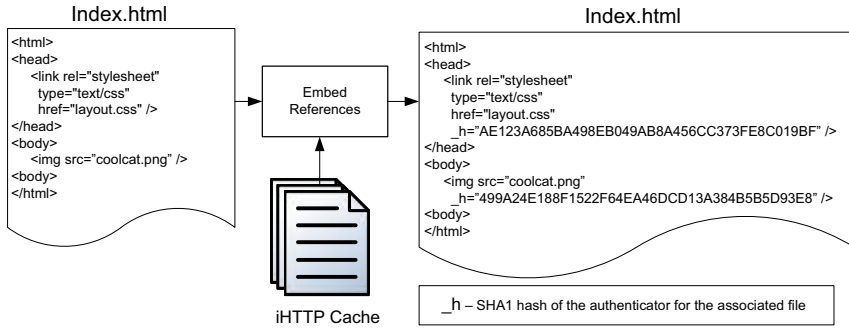 Index.html
<html>
<head>
<link rel="stylesheet"
type="text/css"
href="layout.css" />
</head>
<body>
<img src=”coolcat.png” />
<body>
</html>
Embed
References
iHTTP Cache
Index.html
<html>
<head>
<link rel="stylesheet"
type="text/css"
href="layout.css"
_h=”AE123A685BA498EB049AB8A456CC373FE8C019BF” />
</head>
<body>
<img src=”coolcat.png”
_h=”499A24E188F1522F64EA46DCD13A384B5B5D93E8” />
<body>
</html>
_h – SHA1 hash of the authenticator for the associated file